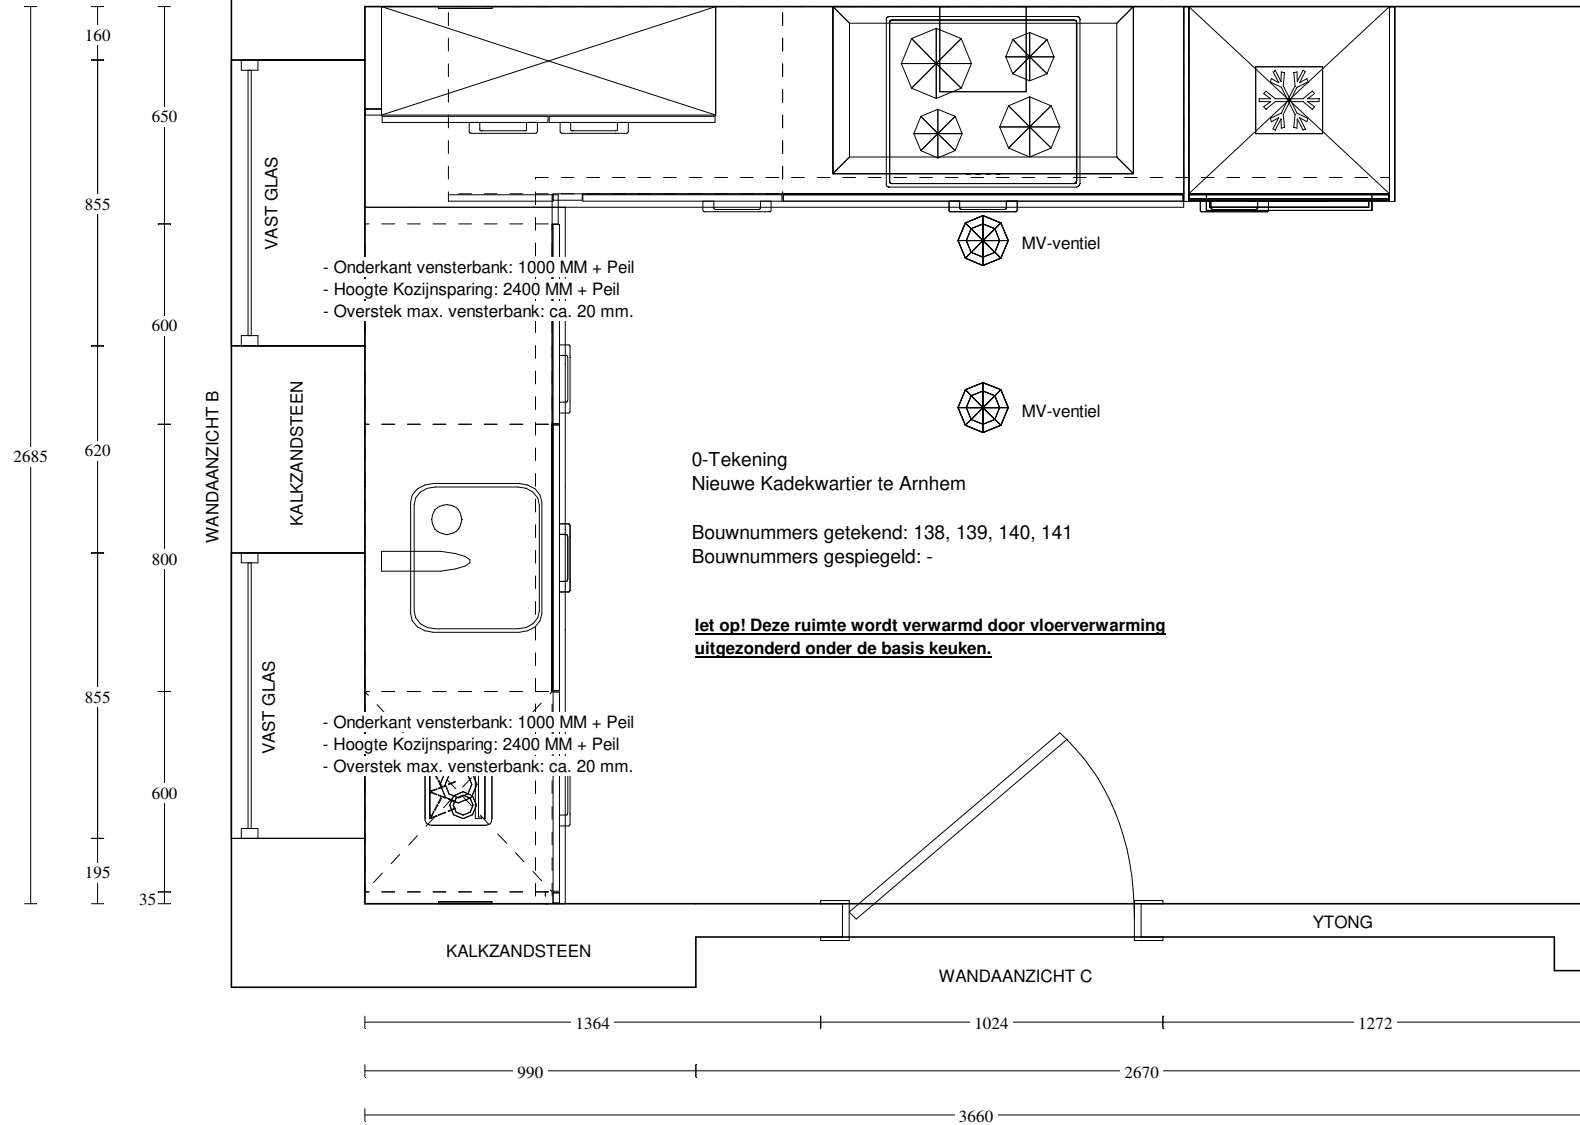 160
650
855
VAST GLAS
MV-ventiel
- Onderkant vensterbank: 1000 MM + Peil
- Hoogte Kozijnsparing: 2400 MM + Peil
- Overstek max. vensterbank: ca. 20 mm.
600
MV-ventiel
WANDAANZICHT B
KALKZANDSTEEN
2685
620
0-Tekening
Nieuwe Kadekwartier te Arnhem
Bouwnummers getekend: 138, 139, 140, 141
Bouwnummers gespiegeld: -
800
let op! Deze ruimte wordt verwarmd door vloerverwarming
uitgezonderd onder de basis keuken.
855
VAST GLAS
- Onderkant vensterbank: 1000 MM + Peil
- Hoogte Kozijnsparing: 2400 MM + Peil
- Overstek max. vensterbank: ca. 20 mm.
600
195
35
YTONG
KALKZANDSTEEN
WANDAANZICHT C
1364
1024
1272
990
2670
3660